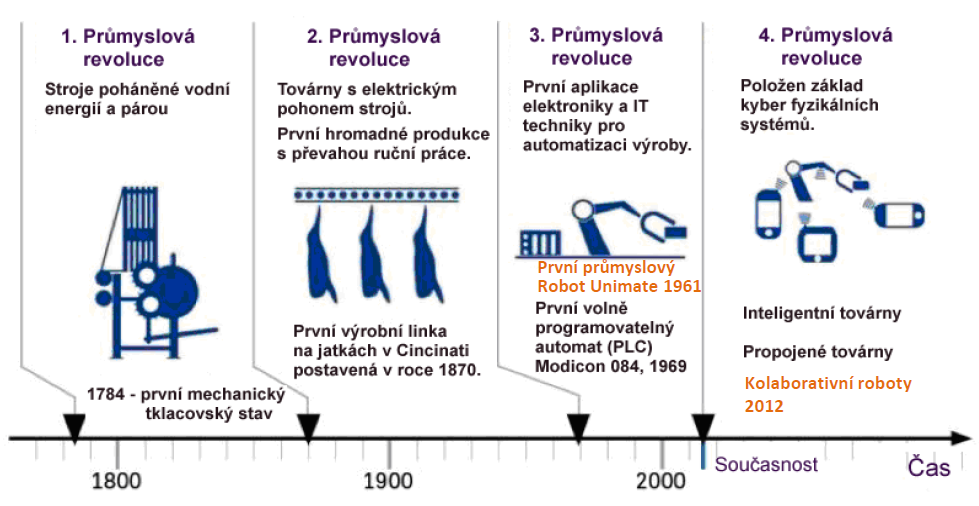 1. Průmyslová
revoluce
Stroje poháněné vodní
energií a párou
1784 - první mechanický
tklacovský stav
2. Průmyslová
revoluce
Továrny s elektrickým
pohonem strojů.
První hromadné produkce
s převahou ruční práce.
První výrobní linka
na jatkách v Cincinati
postavená v roce 1870.
3. Průmyslová
revoluce
První aplikace
elektroniky a IT
techniky pro
automatizaci výroby.
První průmyslový
Robot Unimate 1961
První volně
programovatelný
automat (PLC)
Modicon 084, 1969
4. Průmyslová
revoluce
Položen základ
kyber fyzikálních
systémů.
Inteligentní továrny
Propojené továrny
Kolaborativní roboty
2012
1800
1900
2000
Současnost
Čas